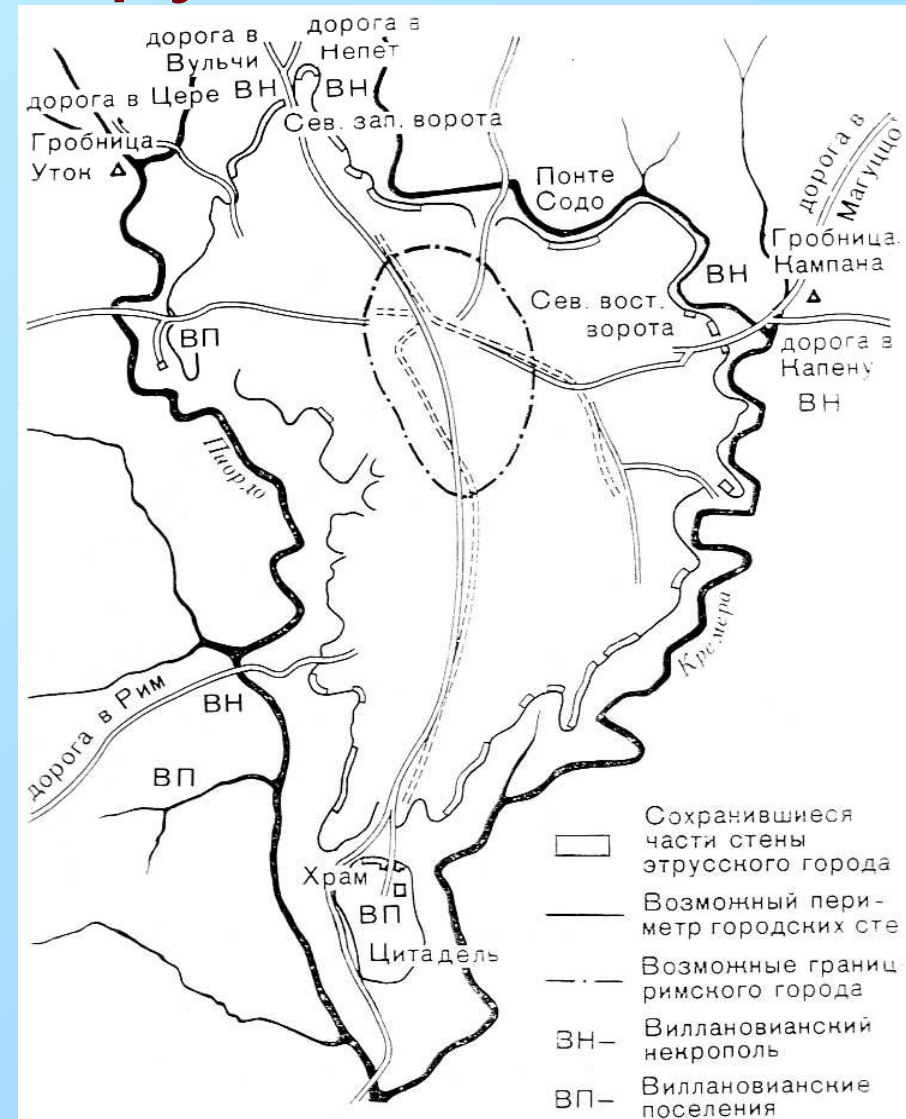 дорога в
Вульчи
дорога в
Непет
дорога в Цере
ВН
ВН
Гробница
Уток
Сев. зап. ворота
Понте
Содо
дорога в
Магуццо
Гробница
Кампана
ВН
Сев. вост.
ворота
ВП
дорога в
Капену
ВН
Пиордо
Кремера
ВН
дорога в Рим
ВП
Храм
ВП
Цитадель
Сохранившиеся
части стены
этрусского города
Возможный пери-
метр городских сте
Возможные границ
римского города
ВН– Виллановианский
некрополь
ВП– Виллановианские
поселения